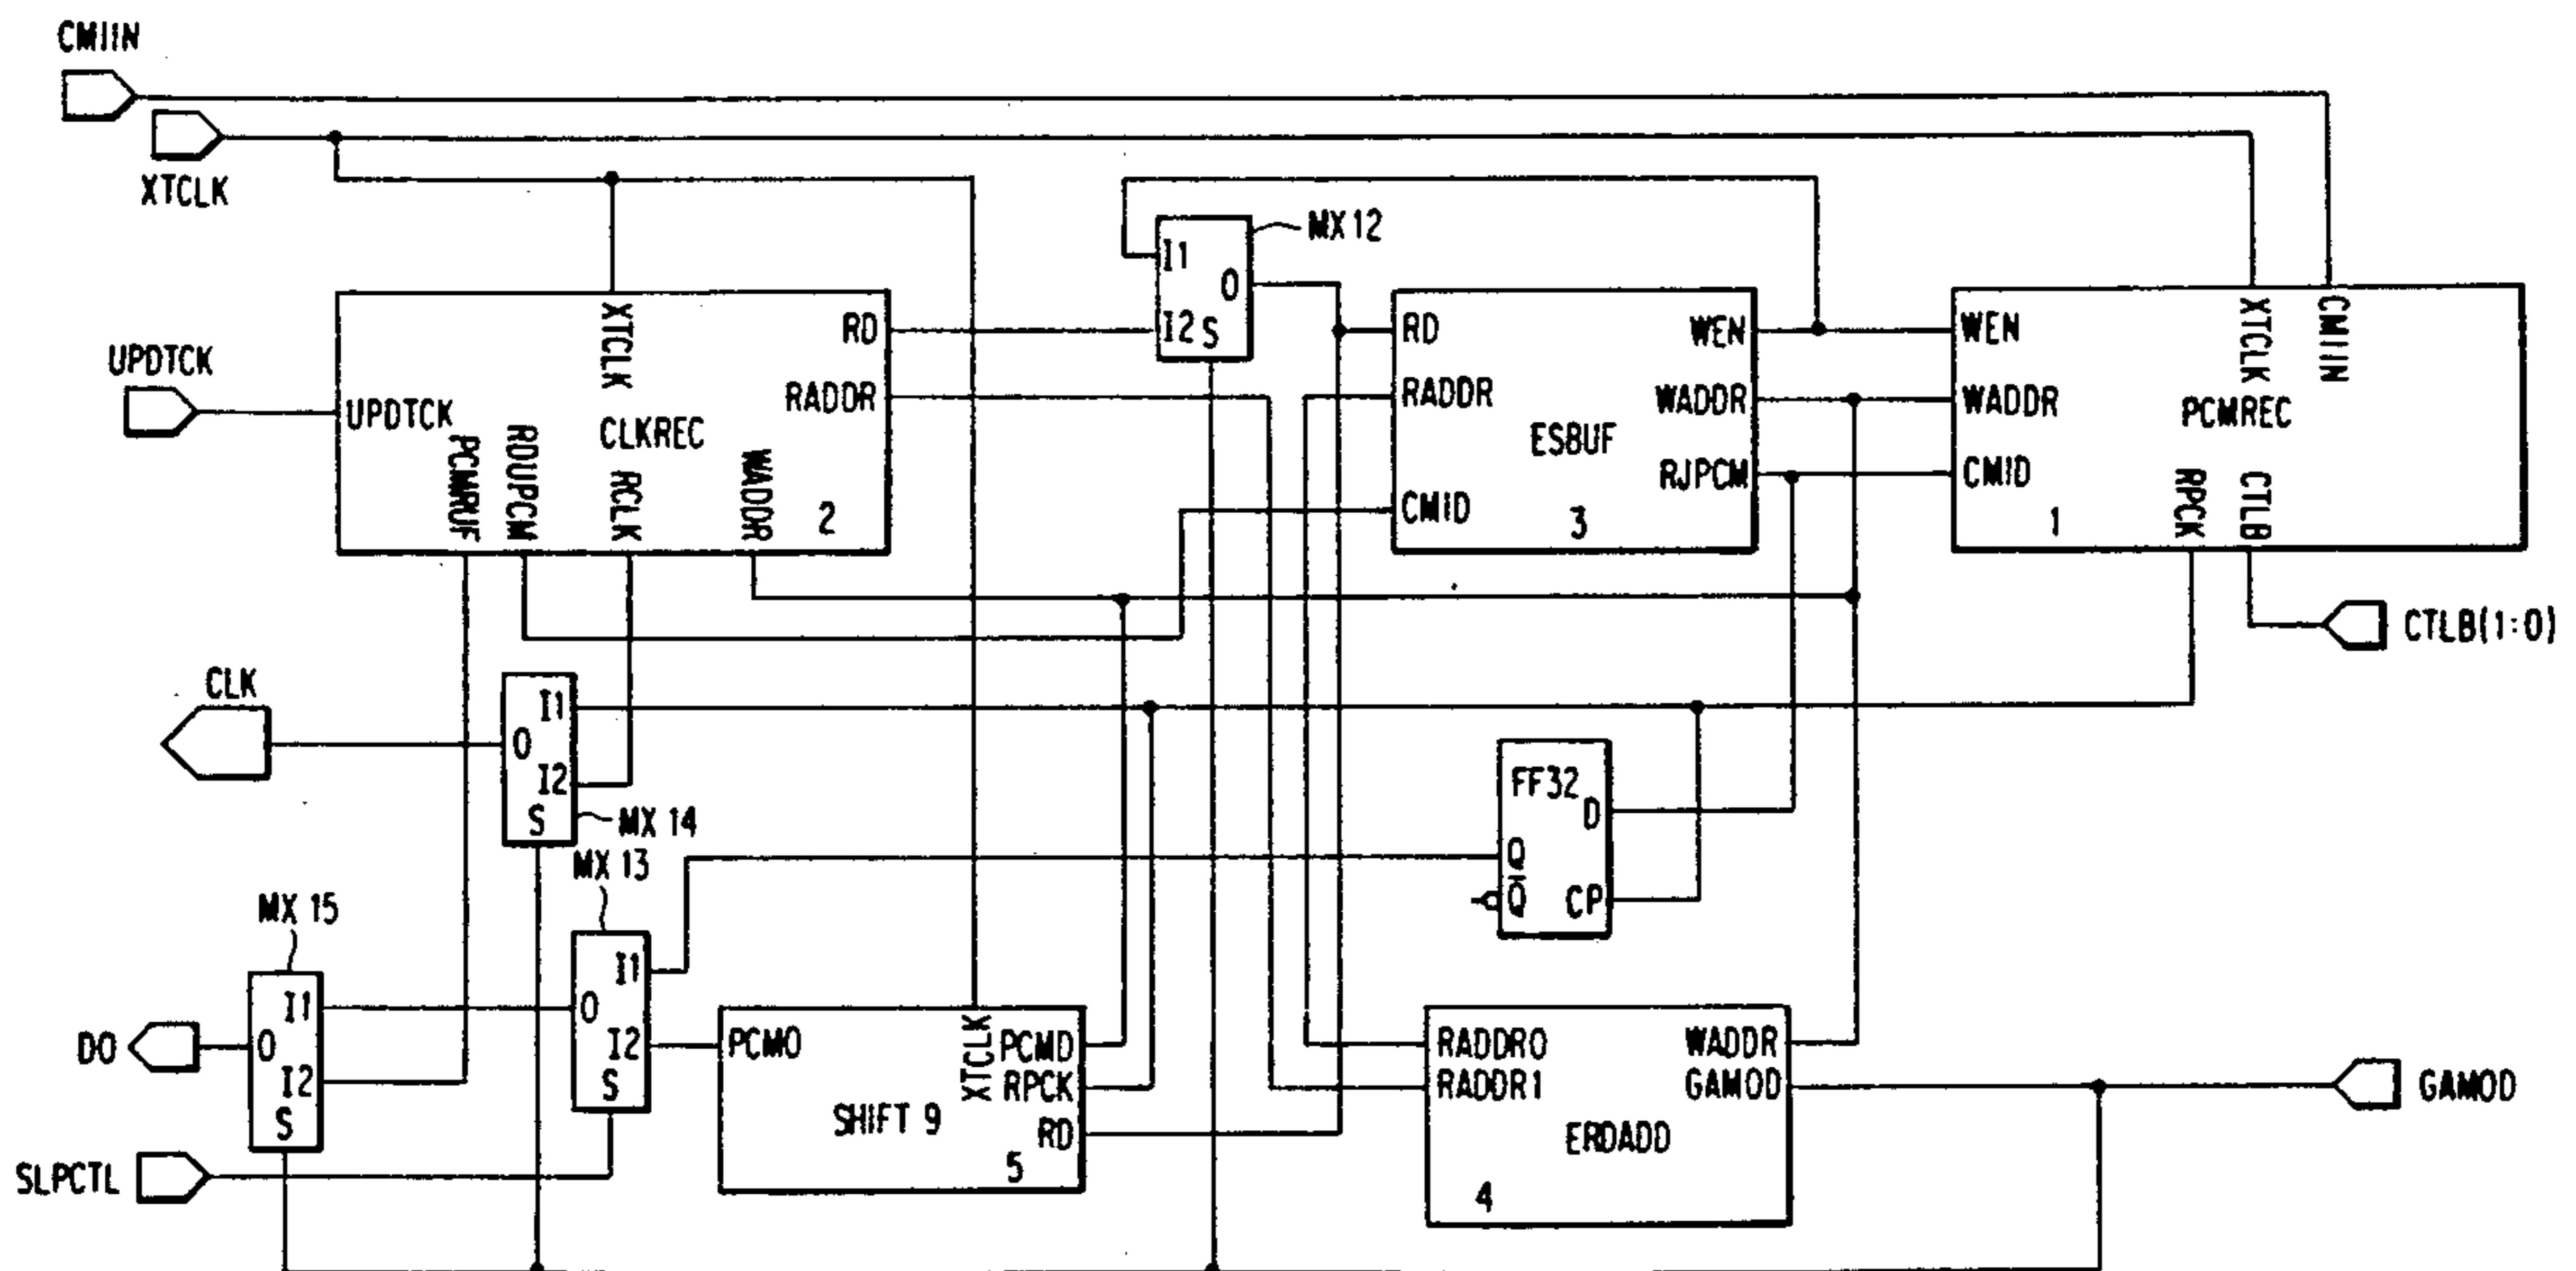 CMIIN
XTCLK
MX 12
I1
O
I2 S
XTCLK
RD
UPDTCK
UPDTCK
RADDR
CLKREC
PCMRUF
RDUPCM
RCLK
WADDR
2
RD
WEN
RADDR
WADDR
ESBUF
RJPCM
CMID
3
WEN
XTCLK
CMIIN
WADDR
PCMREC
CMID
RPCK
CTLB
1
CTLB(1:0)
CLK
I1
O
I2
S
MX 14
MX 13
FF32
D
Q
Q
CP
MX 15
I1
O
I2
S
DO
I1
O
I2
S
SLPCTL
PCMO
XTCLK
PCMD
RPCK
SHIFT 9
RD
5
RADDR0
WADDR
RADDR1
GAMOD
ERDADD
4
GAMOD